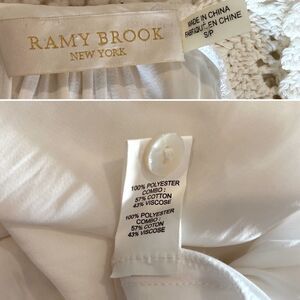 RAMY BROOK
NEW YORK
MADE IN CHINA
FABRIQUÉ EN CHINE
S/P
100% POLYESTER
COMBO :
57% COTTON
43% VISCOSE
100% POLYESTER
COMBO :
57% COTON
43% VISCOSE